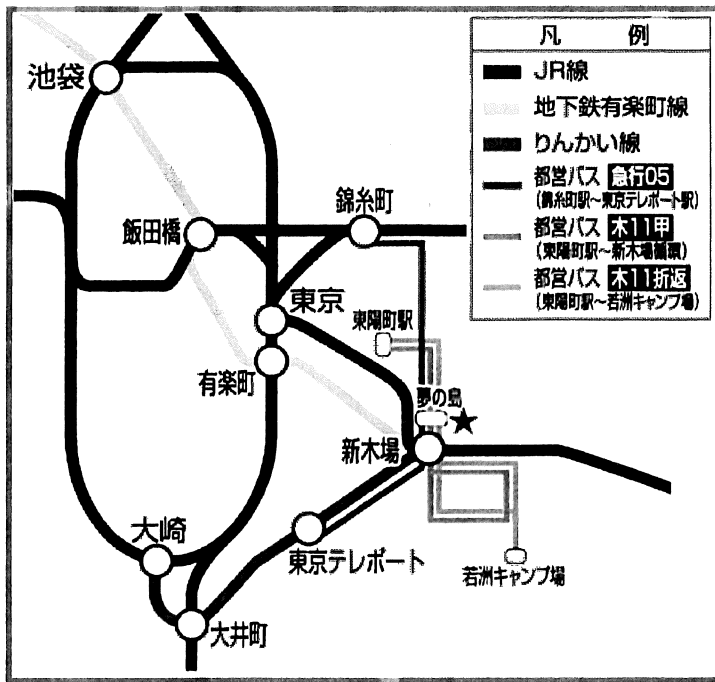 凡 例
JR線
地下鉄有楽町線
りんかい線
都営バス 急行05
(錦糸町駅~東京テレポート駅)
都営バス 木11甲
(東陽町駅~新木場循環)
都営バス 木11折返
(東陽町駅~若洲キャンプ場)
池袋
飯田橋
錦糸町
東京
東陽町駅
有楽町
夢の島
新木場
大崎
東京テレポート
若洲キャンプ場
大井町